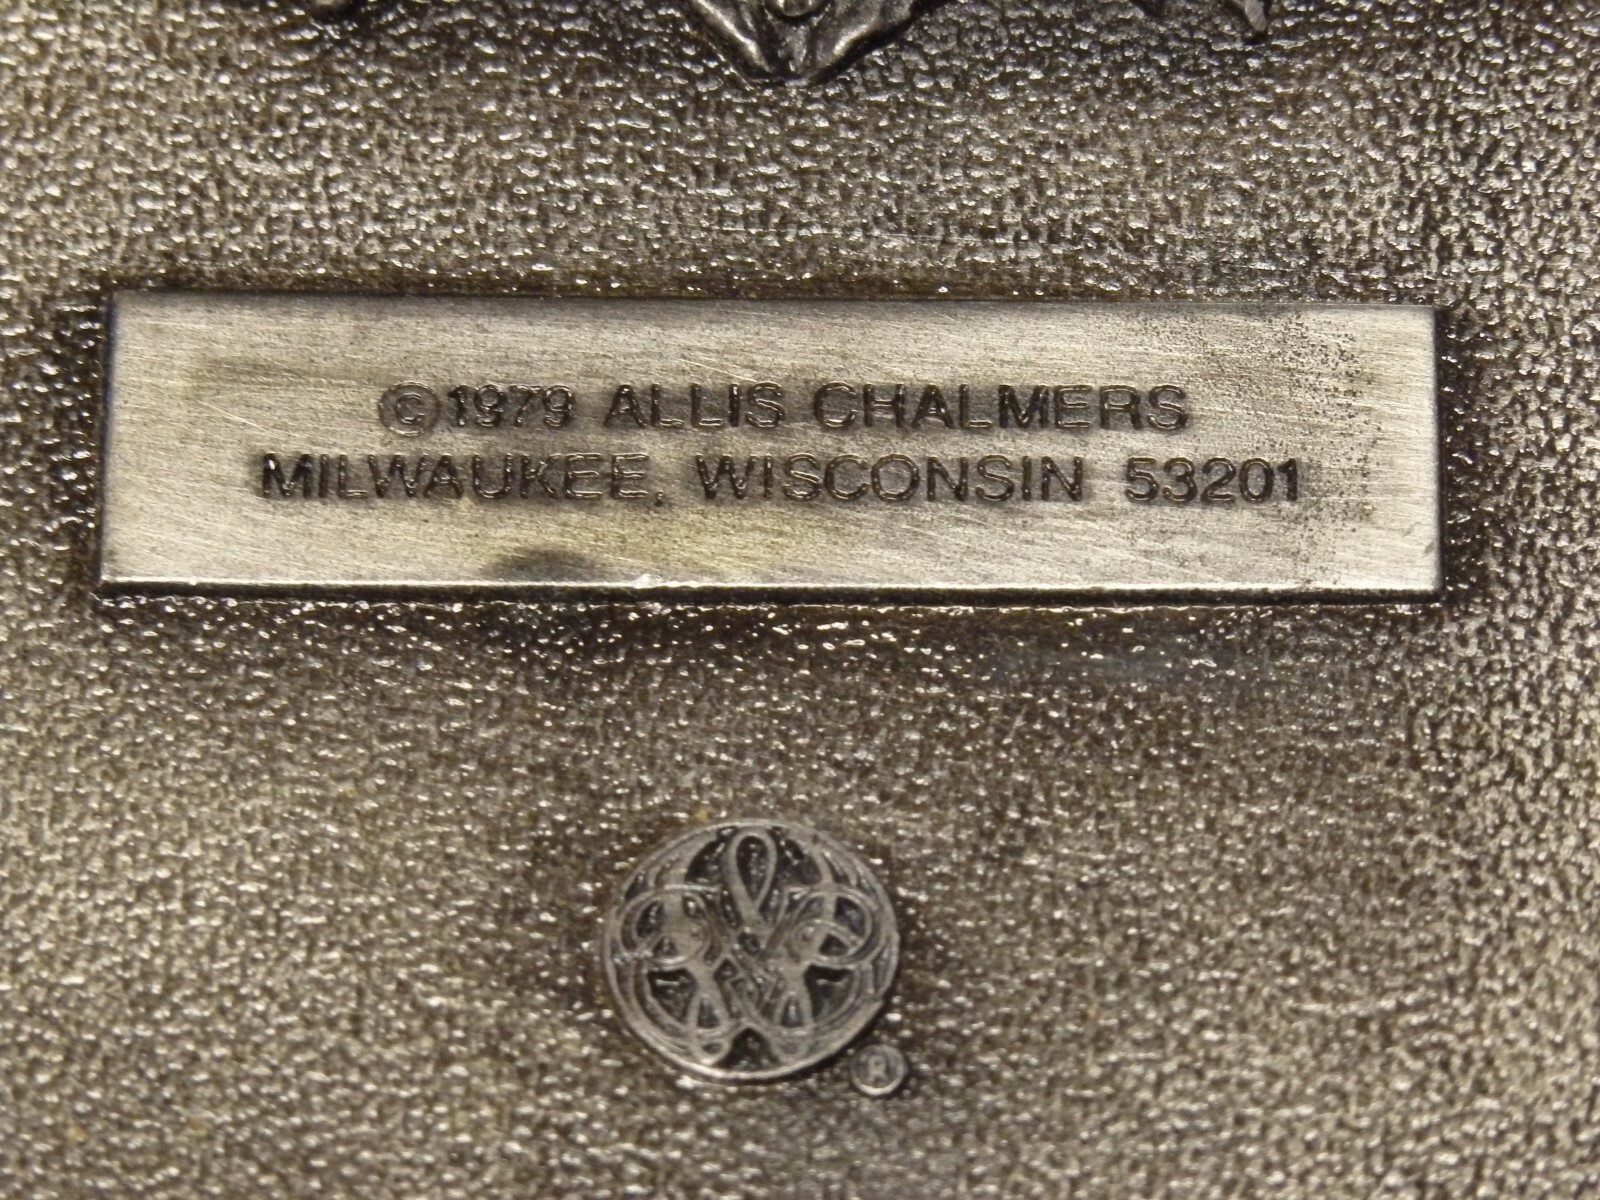 ©1979 ALLIS CHALMERS
MILWAUKEE, WISCONSIN 53201
®